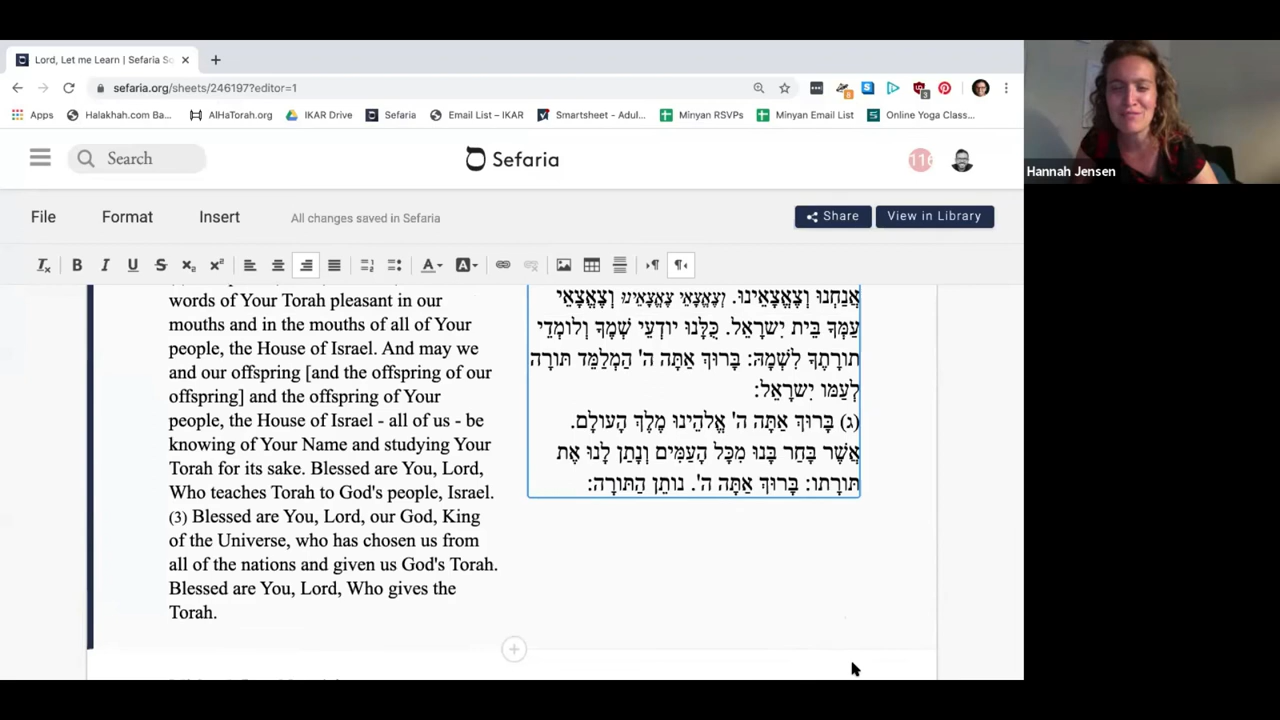 Lord, Let me Learn | Sefaria So
sefaria.org/sheets/246197?editor=1
Apps Halakhah.com Ba... AlHaTorah.org IKAR Drive Sefaria Email List – IKAR Smartsheet - Adul... Minyan RSVPs Minyan Email List Online Yoga Class...
Search
Sefaria
116
Hannah Jensen
File Format Insert All changes saved in Sefaria
Share View in Library
words of Your Torah pleasant in our
mouths and in the mouths of all of Your
people, the House of Israel. And may we
and our offspring [and the offspring of our
offspring] and the offspring of Your
people, the House of Israel - all of us - be
knowing of Your Name and studying Your
Torah for its sake. Blessed are You, Lord,
Who teaches Torah to God's people, Israel.
(3) Blessed are You, Lord, our God, King
of the Universe, who has chosen us from
all of the nations and given us God's Torah.
Blessed are You, Lord, Who gives the
Torah.
אֲנַחְנוּ וְצֶאֱצָאֵינוּ. וְצֶאֱצָאֵי צֶאֱצָאֵינוּ וְצֶאֱצָאֵי
עַמְּךָ בֵּית יִשְׂרָאֵל. כֻּלָּנוּ יוֹדְעֵי שְׁמֶךָ וְלוֹמְדֵי
תוֹרָתֶךָ לִשְׁמָהּ: בָּרוּךְ אַתָּה ה' הַמְלַמֵּד תּוֹרָה
לְעַמּוֹ יִשְׂרָאֵל:
(ג) בָּרוּךְ אַתָּה ה' אֱלֹהֵינוּ מֶלֶךְ הָעוֹלָם.
אֲשֶׁר בָּחַר בָּנוּ מִכָּל הָעַמִּים וְנָתַן לָנוּ אֶת
תּוֹרָתוֹ: בָּרוּךְ אַתָּה ה'. נוֹתֵן הַתּוֹרָה: